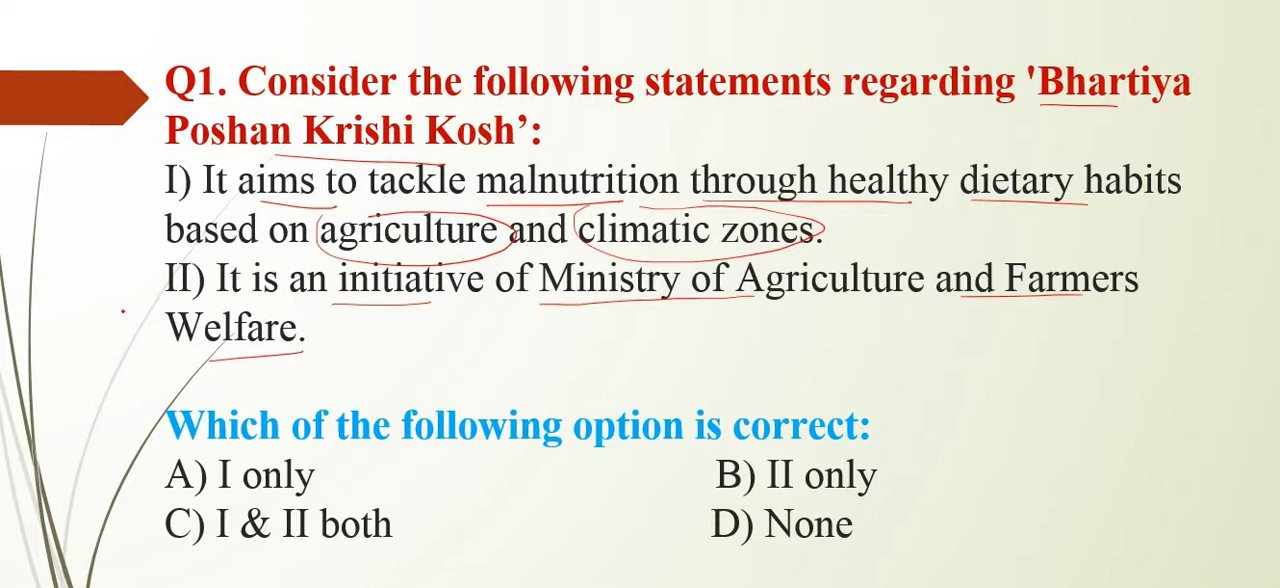 Q1. Consider the following statements regarding 'Bhartiya
Poshan Krishi Kosh’:
I) It aims to tackle malnutrition through healthy dietary habits
based on agriculture and climatic zones.
II) It is an initiative of Ministry of Agriculture and Farmers
Welfare.
Which of the following option is correct:
A) I only B) II only
C) I & II both D) None